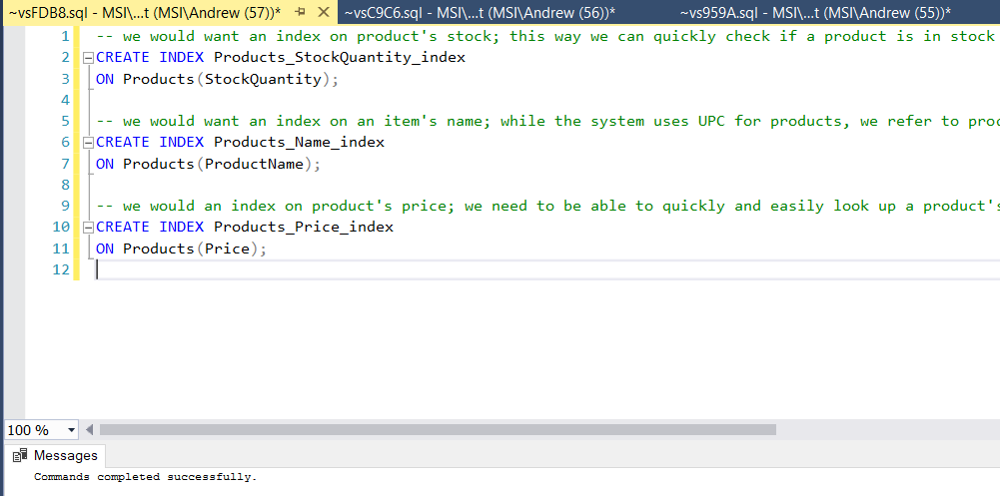 ~vsFDB8.sql - MSI\...t (MSI\Andrew (57))* ~vsC9C6.sql - MSI\...t (MSI\Andrew (56))* ~vs959A.sql - MSI\...t (MSI\Andrew (55))*
1 -- we would want an index on product's stock; this way we can quickly check if a product is in stock
2 CREATE INDEX Products_StockQuantity_index
3 ON Products(StockQuantity);
4
5 -- we would want an index on an item's name; while the system uses UPC for products, we refer to proc
6 CREATE INDEX Products_Name_index
7 ON Products(ProductName);
8
9 -- we would an index on product's price; we need to be able to quickly and easily look up a product's
10 CREATE INDEX Products_Price_index
11 ON Products(Price);
12
100 %
Messages
Commands completed successfully.